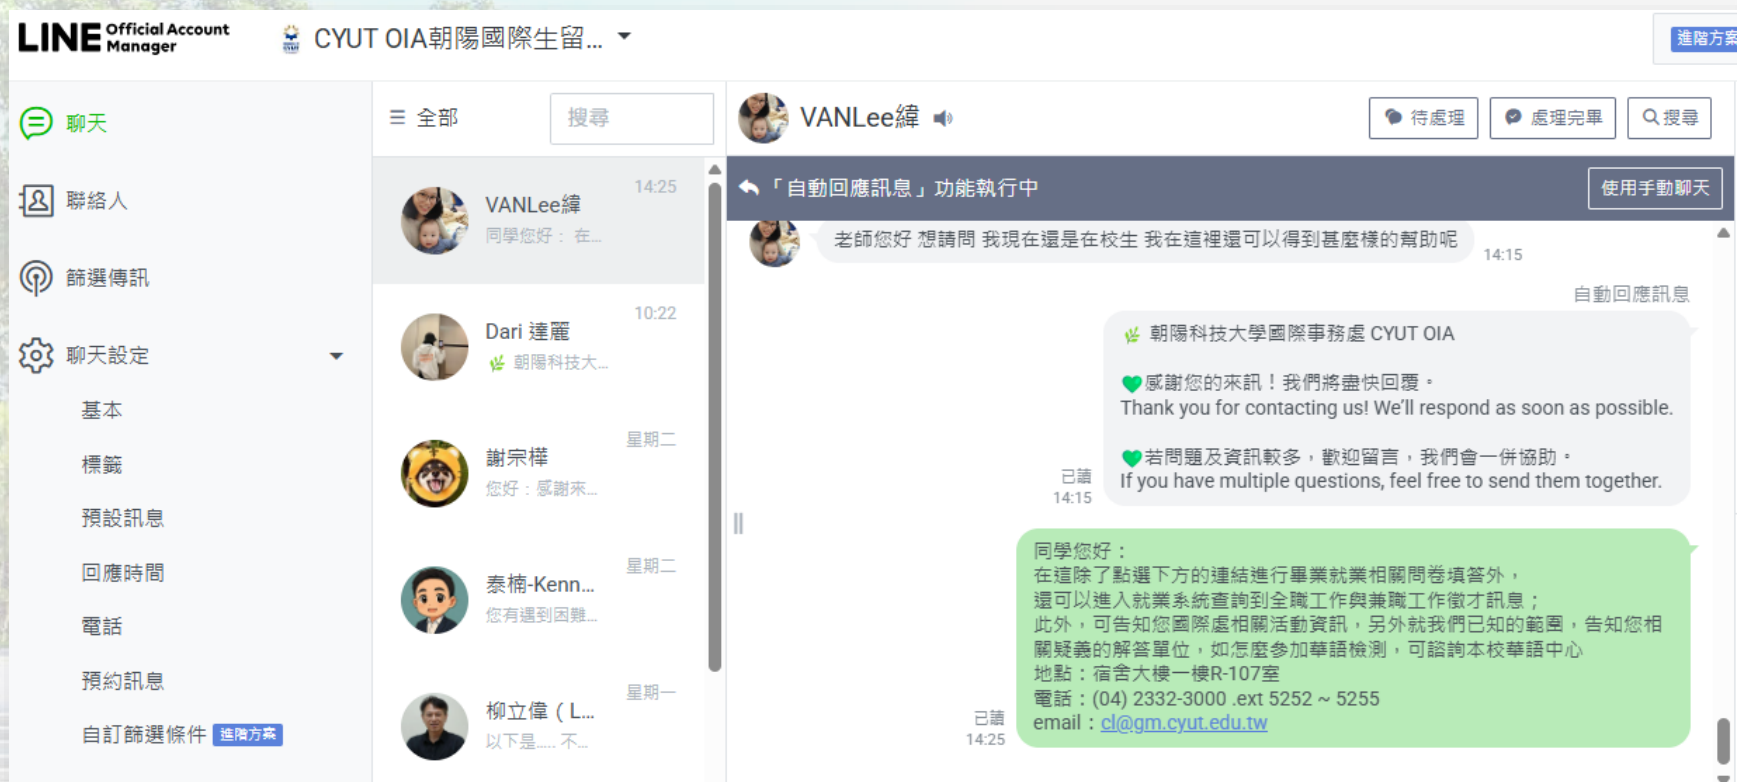 LINE Official Account Manager
CYUT OIA朝陽國際生留...
進階方案
聊天
聯絡人
篩選傳訊
聊天設定
基本
標籤
預設訊息
回應時間
電話
預約訊息
自訂篩選條件 進階方案
全部
搜尋
VANLee緯
14:25
同學您好： 在...
Dari 達麗
10:22
朝陽科技大...
謝宗樺
星期二
您好：感謝來...
泰楠-Kenn...
星期二
您有遇到困難...
柳立偉（L...
星期一
以下是..... 不...
VANLee緯
待處理
處理完畢
搜尋
「自動回應訊息」功能執行中
使用手動聊天
老師您好 想請問 我現在還是在校生 我在這裡還可以得到甚麼樣的幫助呢
14:15
自動回應訊息
朝陽科技大學國際事務處 CYUT OIA
感謝您的來訊！我們將盡快回覆。
Thank you for contacting us! We'll respond as soon as possible.
若問題及資訊較多，歡迎留言，我們會一併協助。
If you have multiple questions, feel free to send them together.
已讀
14:15
同學您好：
在這除了點選下方的連結進行畢業就業相關問卷填答外，
還可以進入就業系統查詢到全職工作與兼職工作徵才訊息；
此外，可告知您國際處相關活動資訊，另外就我們已知的範圍，告知您相
關疑義的解答單位，如怎麼參加華語檢測，可諮詢本校華語中心
地點：宿舍大樓一樓R-107室
電話：(04) 2332-3000 .ext 5252 ~ 5255
email：cl@gm.cyut.edu.tw
已讀
14:25